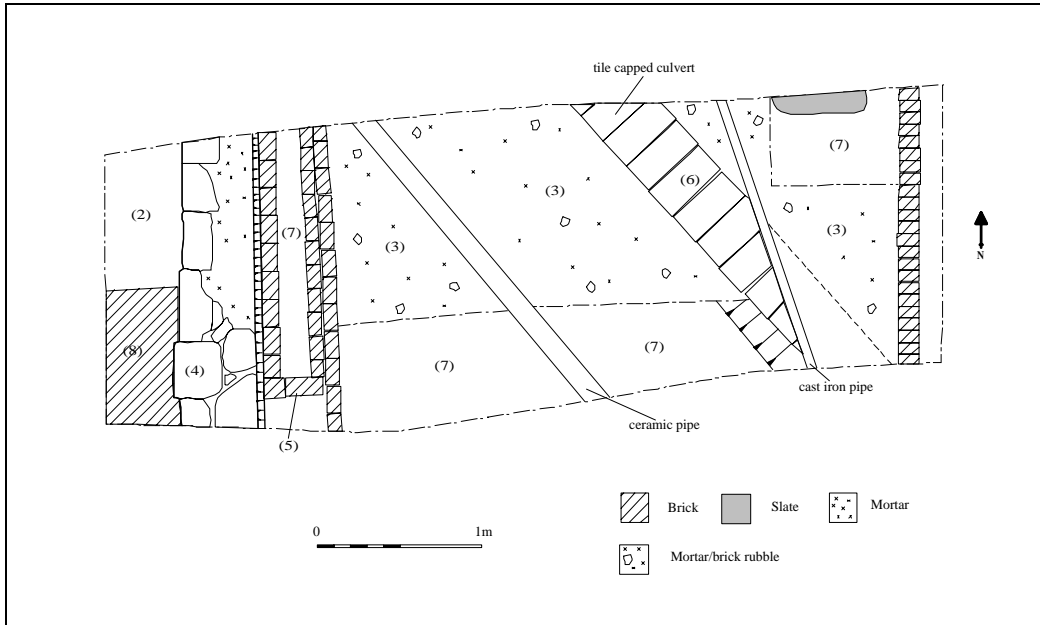 tile capped culvert
(7)
(2)
(6)
(3)
(7)
(3)
(3)
N
(8)
(4)
(7)
(7)
cast iron pipe
ceramic pipe
(5)
Brick
Slate
Mortar
0
1m
Mortar/brick rubble